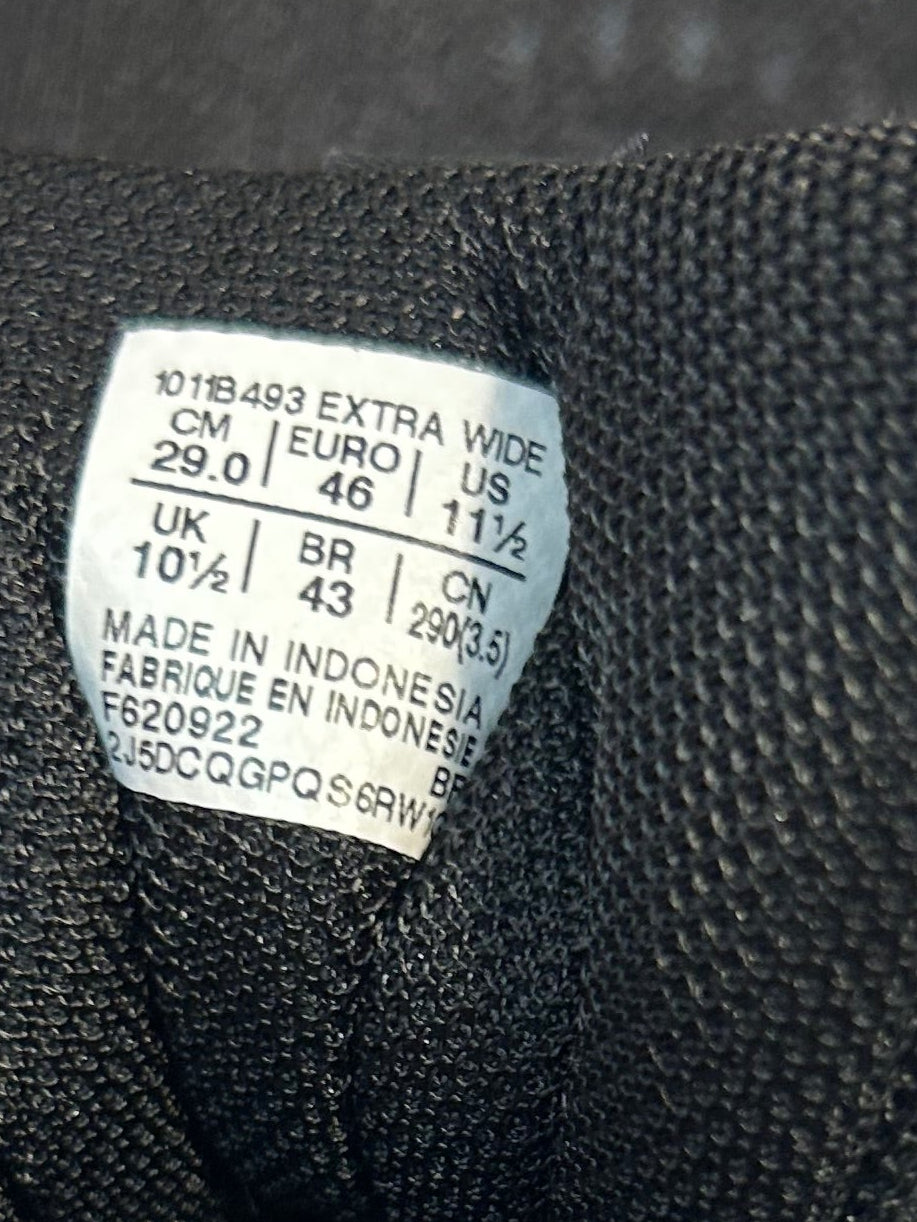 1011B493 EXTRA WIDE
CM | EURO | US
29.0 | 46 | 11½
UK | BR | CN
10½ | 43 | 290(3.5)
MADE IN INDONESIA
FABRIQUE EN INDONESIE
F620922